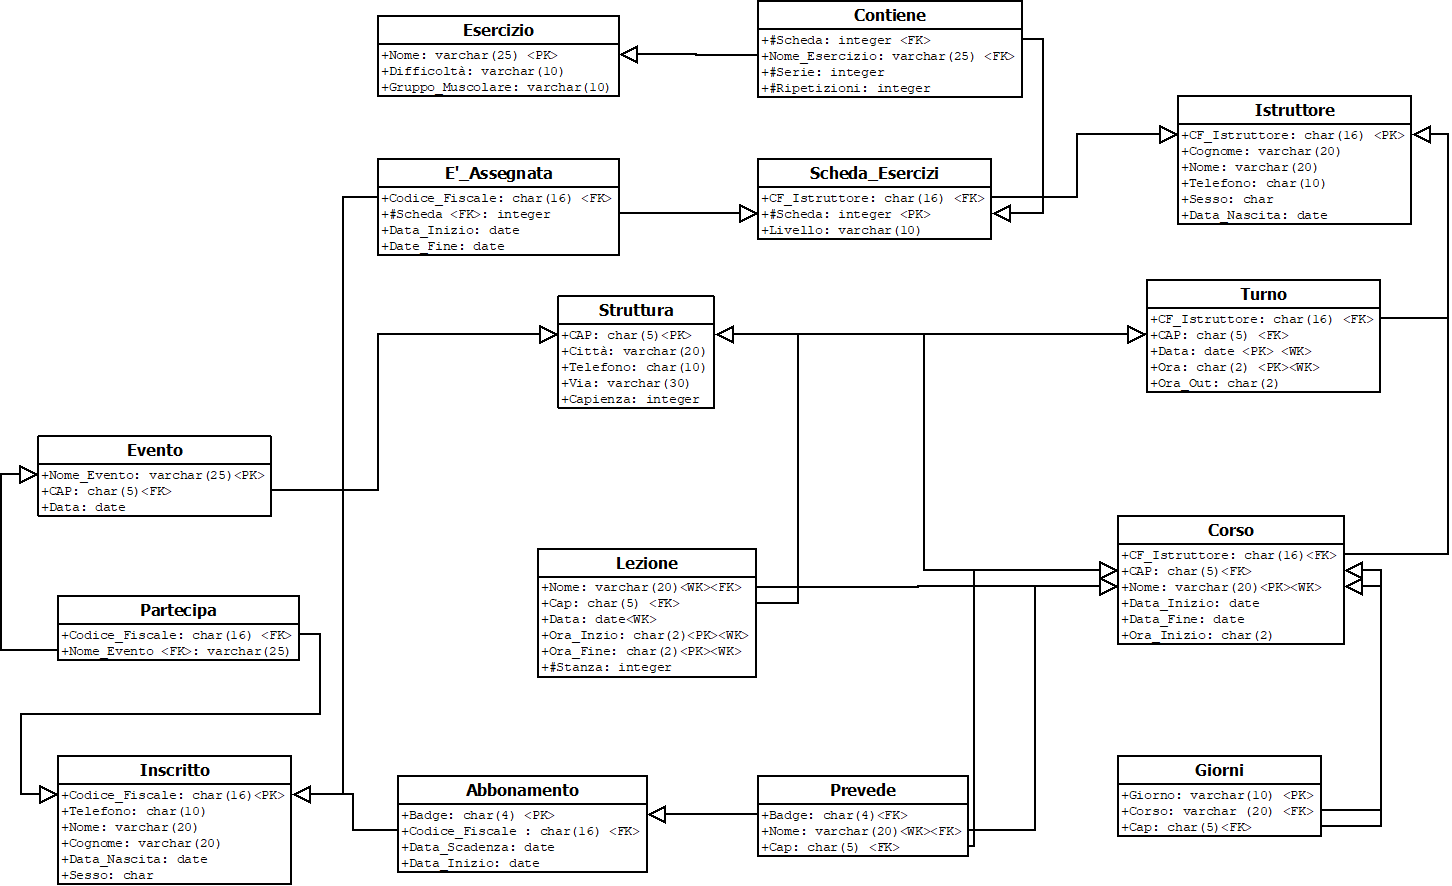 Esercizio
+Nome: varchar(25) <PK>
+Difficoltà: varchar(10)
+Gruppo_Muscolare: varchar(10)
Contiene
+#Scheda: integer <FK>
+Nome_Esercizio: varchar(25) <FK>
+#Serie: integer
+#Ripetizioni: integer
Istruttore
+CF_Istruttore: char(16) <PK>
+Cognome: varchar(20)
+Nome: varchar(20)
+Telefono: char(10)
+Sesso: char
+Data_Nascita: date
E'_Assegnata
+Codice_Fiscale: char(16) <FK>
+#Scheda <FK>: integer
+Data_Inizio: date
+Date_Fine: date
Scheda_Esercizi
+CF_Istruttore: char(16) <FK>
+#Scheda: integer <PK>
+Livello: varchar(10)
Struttura
+CAP: char(5)<PK>
+Città: varchar(20)
+Telefono: char(10)
+Via: varchar(30)
+Capienza: integer
Turno
+CF_Istruttore: char(16) <FK>
+CAP: char(5) <FK>
+Data: date <PK> <WK>
+Ora: char(2) <PK><WK>
+Ora_Out: char(2)
Evento
+Nome_Evento: varchar(25)<PK>
+CAP: char(5)<FK>
+Data: date
Lezione
+Nome: varchar(20)<WK><FK>
+Cap: char(5) <FK>
+Data: date<WK>
+Ora_Inzio: char(2)<PK><WK>
+Ora_Fine: char(2)<PK><WK>
+#Stanza: integer
Corso
+CF_Istruttore: char(16)<FK>
+CAP: char(5)<FK>
+Nome: varchar(20)<PK><WK>
+Data_Inizio: date
+Data_Fine: date
+Ora_Inizio: char(2)
Partecipa
+Codice_Fiscale: char(16) <FK>
+Nome_Evento <FK>: varchar(25)
Inscritto
+Codice_Fiscale: char(16)<PK>
+Telefono: char(10)
+Nome: varchar(20)
+Cognome: varchar(20)
+Data_Nascita: date
+Sesso: char
Abbonamento
+Badge: char(4) <PK>
+Codice_Fiscale : char(16) <FK>
+Data_Scadenza: date
+Data_Inizio: date
Prevede
+Badge: char(4)<FK>
+Nome: varchar(20)<WK><FK>
+Cap: char(5) <FK>
Giorni
+Giorno: varchar(10) <PK>
+Corso: varchar (20) <FK>
+Cap: char(5)<FK>